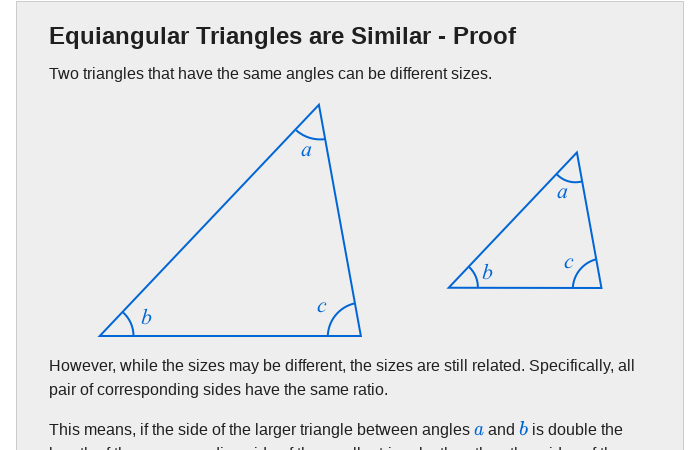 Equiangular Triangles are Similar - Proof
Two triangles that have the same angles can be different sizes.
a
a
b
c
b
c
However, while the sizes may be different, the sizes are still related. Specifically, all
pair of corresponding sides have the same ratio.
This means, if the side of the larger triangle between angles a and b is double the